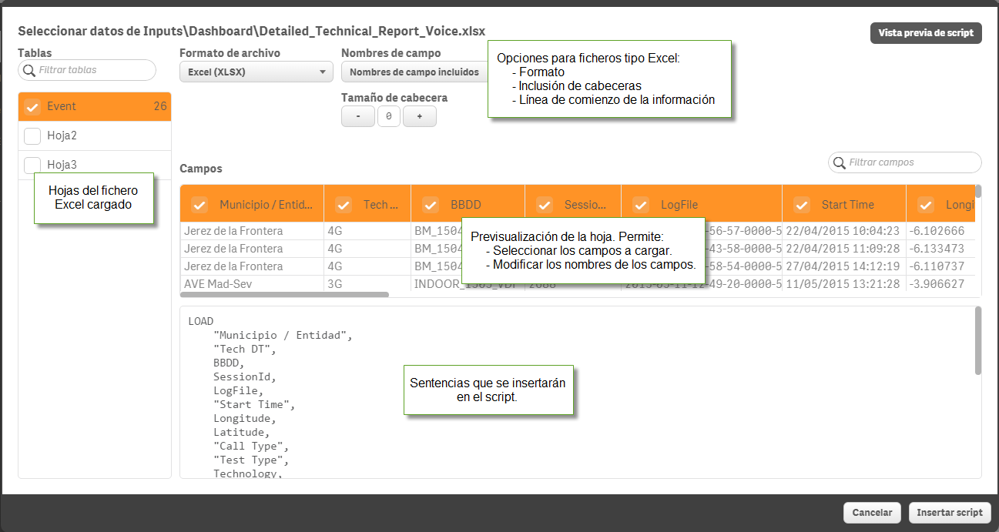 Seleccionar datos de Inputs\Dashboard\Detailed_Technical_Report_Voice.xlsx
Vista previa de script
Tablas
Filtrar tablas
Event 26
Hoja2
Hoja3
Hojas del fichero
Excel cargado
Formato de archivo
Excel (XLSX)
Nombres de campo
Nombres de campo incluidos
Tamaño de cabecera
- 0 +
Opciones para ficheros tipo Excel:
- Formato
- Inclusión de cabeceras
- Línea de comienzo de la información
Campos
Filtrar campos
Municipio / Entid... Tech ... BBDD Sessio... LogFile Start Time Longi
Jerez de la Frontera 4G BM_1504 -56-57-0000-5 22/04/2015 10:04:23 -6.102666
Jerez de la Frontera 4G BM_1504 -43-58-0000-5 22/04/2015 11:09:28 -6.133473
Jerez de la Frontera 4G BM_1504 -58-54-0000-5 27/04/2015 14:12:19 -6.110737
AVE Mad-Sev 3G INDOOR_1505_VDF 2088 2015-05-11-12-49-20-0000-5 11/05/2015 13:21:28 -3.906627
Previsualización de la hoja. Permite:
- Seleccionar los campos a cargar.
- Modificar los nombres de los campos.
LOAD
"Municipio / Entidad",
"Tech DT",
BBDD,
SessionId,
LogFile,
"Start Time",
Longitude,
Latitude,
"Call Type",
"Test Type",
Technology,
Sentencias que se insertarán
en el script.
Cancelar
Insertar script